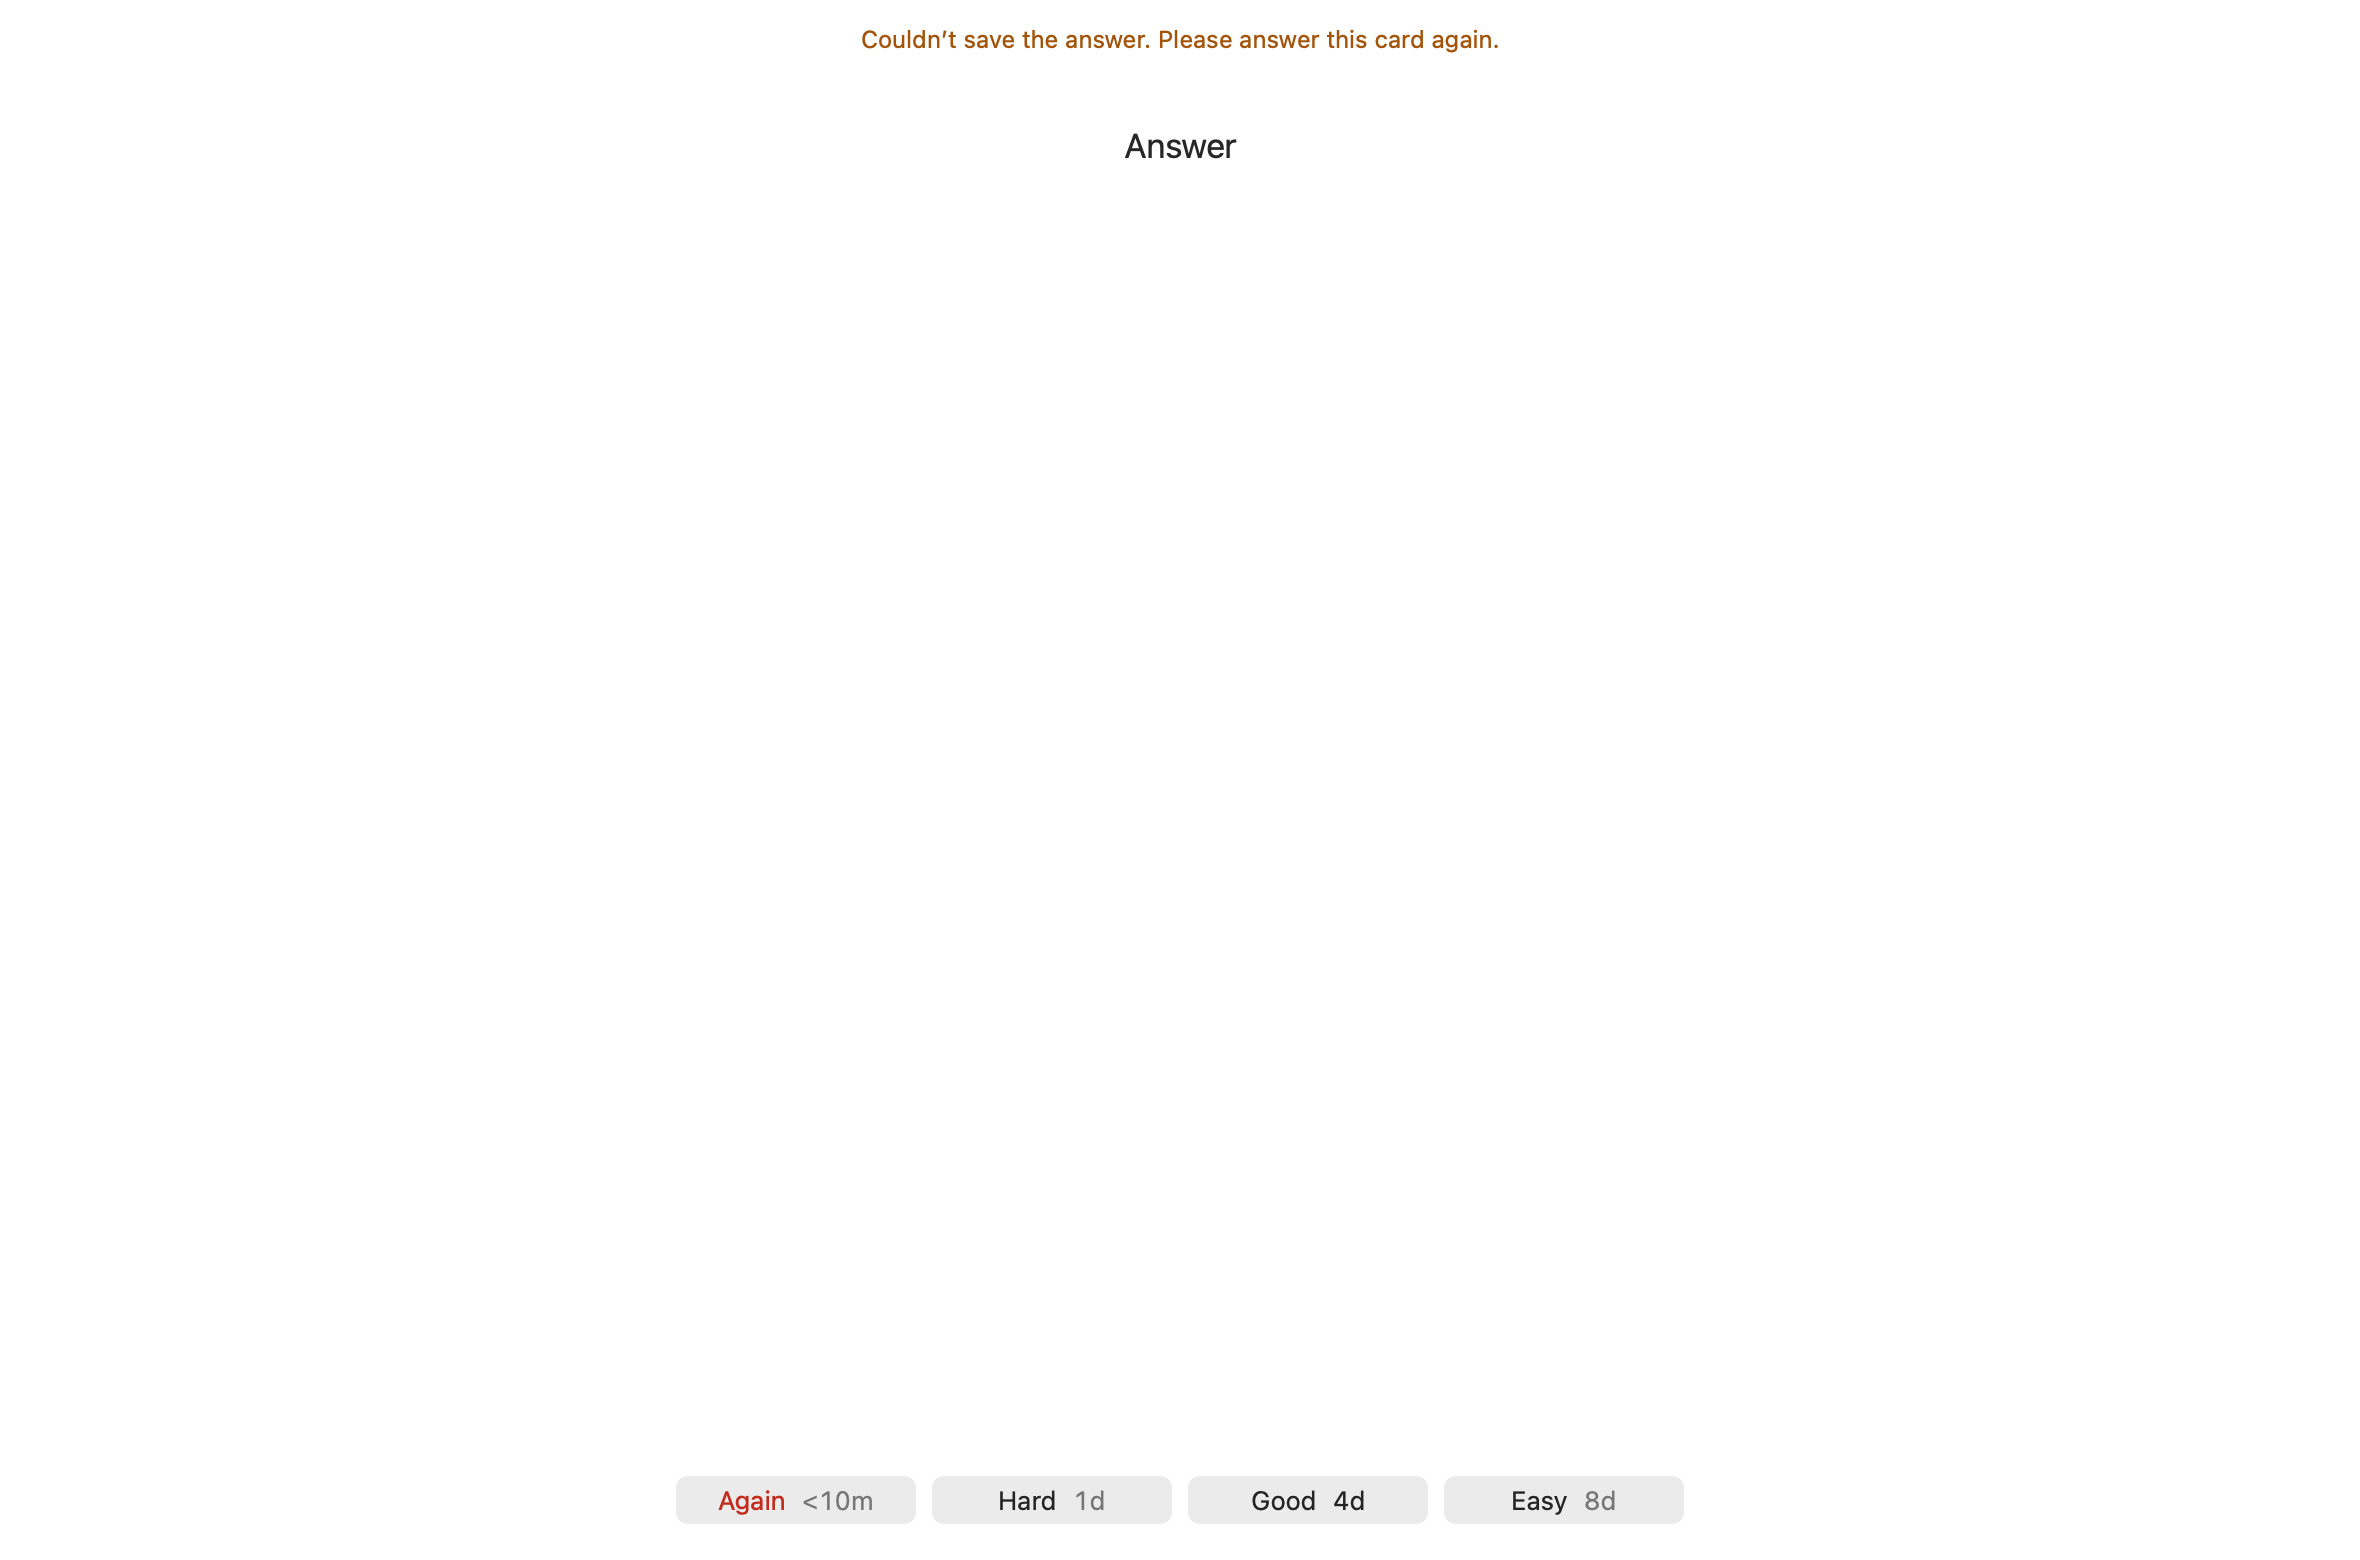 Couldn’t save the answer. Please answer this card again.
Answer
Again <10m
Hard 1d
Good 4d
Easy 8d